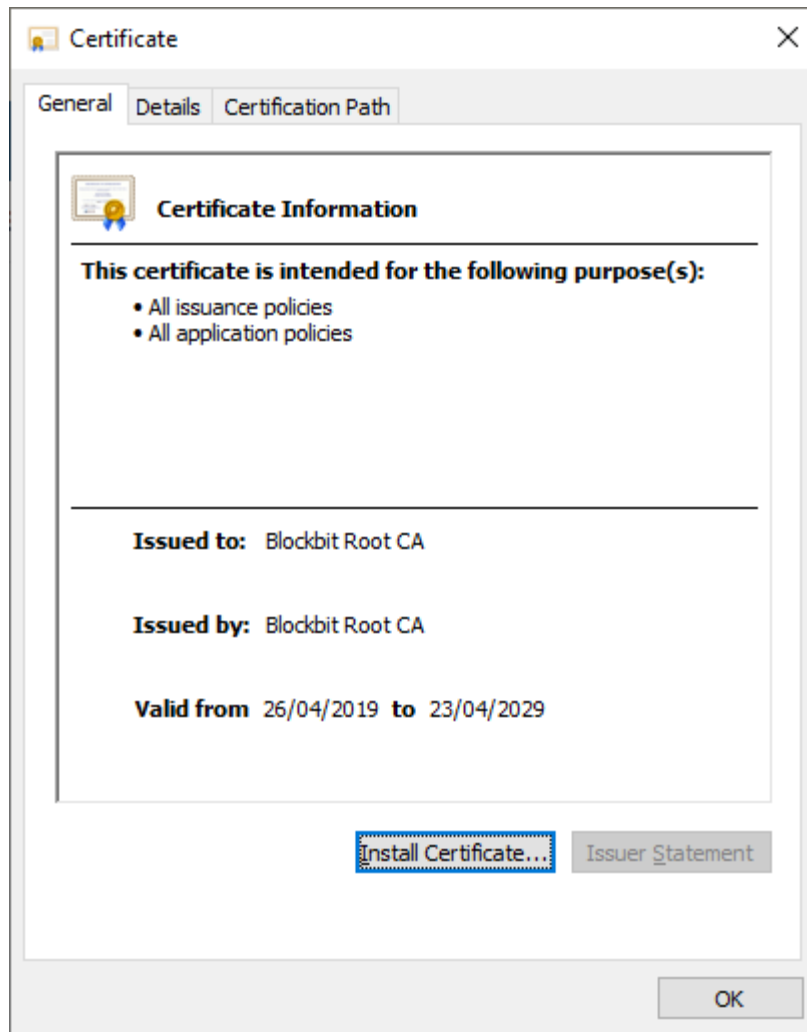 Certificate
General
Details
Certification Path
Certificate Information
This certificate is intended for the following purpose(s):
• All issuance policies
• All application policies
Issued to: Blockbit Root CA
Issued by: Blockbit Root CA
Valid from 26/04/2019 to 23/04/2029
Install Certificate...
Issuer Statement
OK